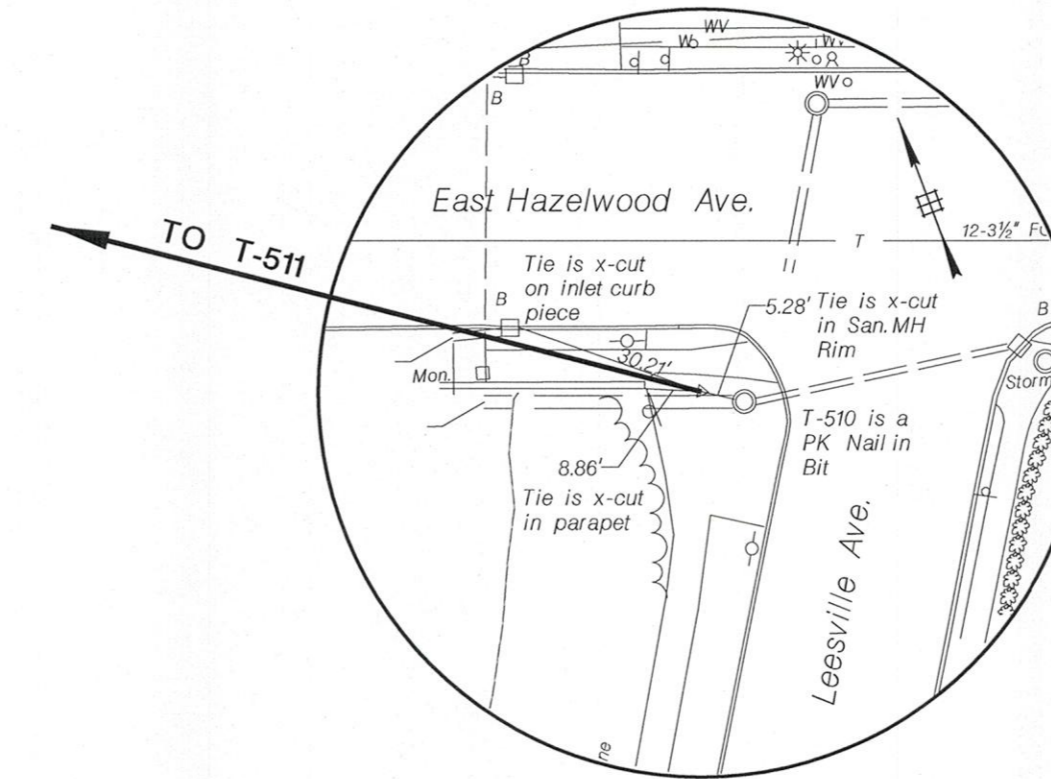 WV
W
WV
B
B
WV
East Hazelwood Ave.
T
12-3½"
TO T-511
Tie is x-cut
on inlet curb
piece
B
5.28' Tie is x-cut
in San. MH
Rim
B
30.21'
Mon.
Storm
T-510 is a
PK Nail in
Bit
8.86'
Tie is x-cut
in parapet
Leesville Ave.
ne